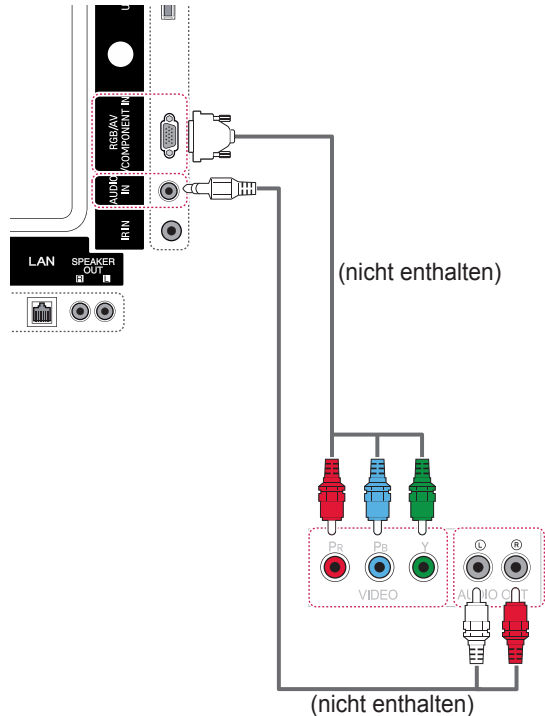 RGB/AV
/COMPONENT IN
AUDIO
IN
IR IN
LAN
SPEAKER
OUT
R L
(nicht enthalten)
PR PB Y
L R
VIDEO
AUDIO OUT
(nicht enthalten)